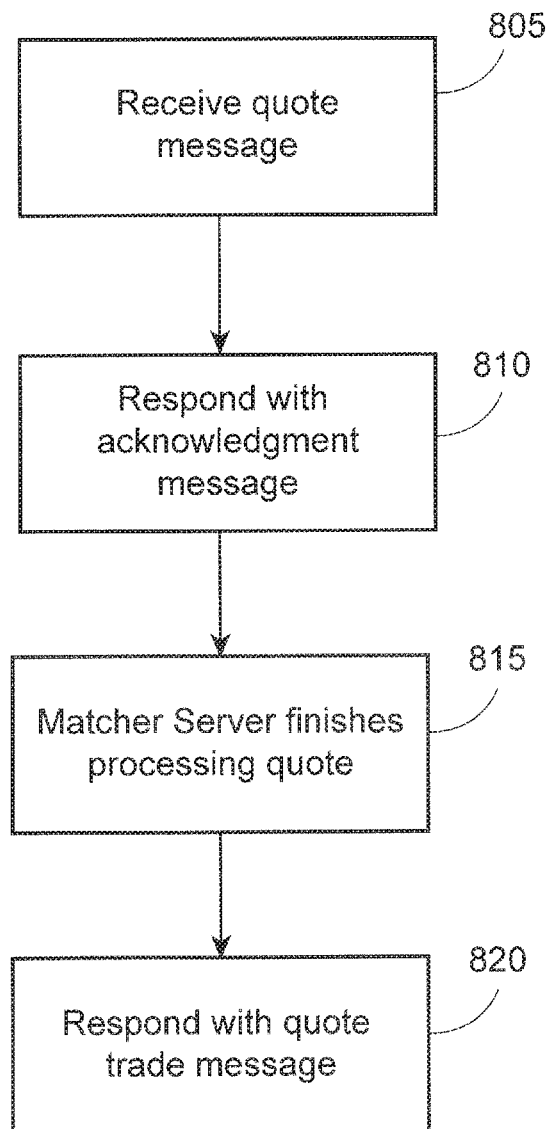 805
Receive quote
message
810
Respond with
acknowledgment
message
815
Matcher Server finishes
processing quote
820
Respond with quote
trade message